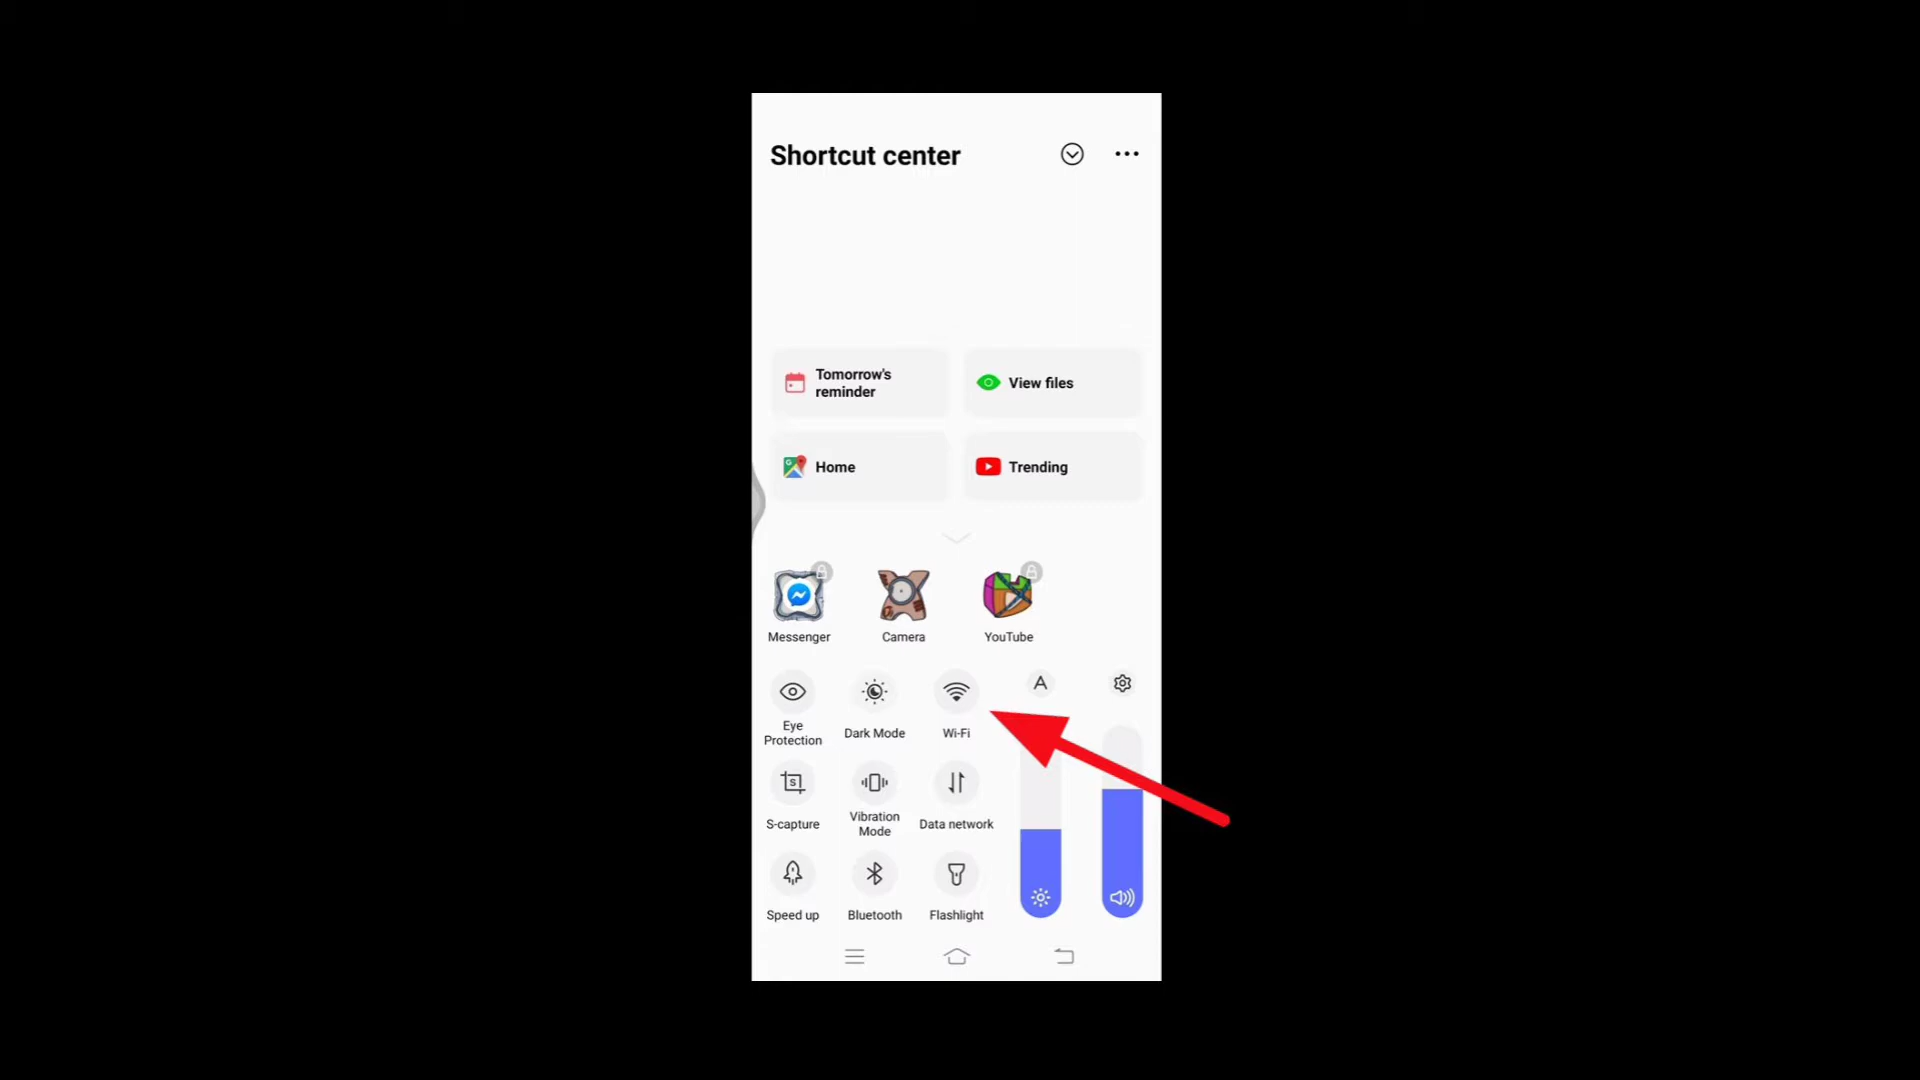 Shortcut center
Tomorrow's
reminder
View files
Home
Trending
Messenger
Camera
YouTube
A
Eye
Protection
Dark Mode
Wi-Fi
S-capture
Vibration
Mode
Data network
Speed up
Bluetooth
Flashlight